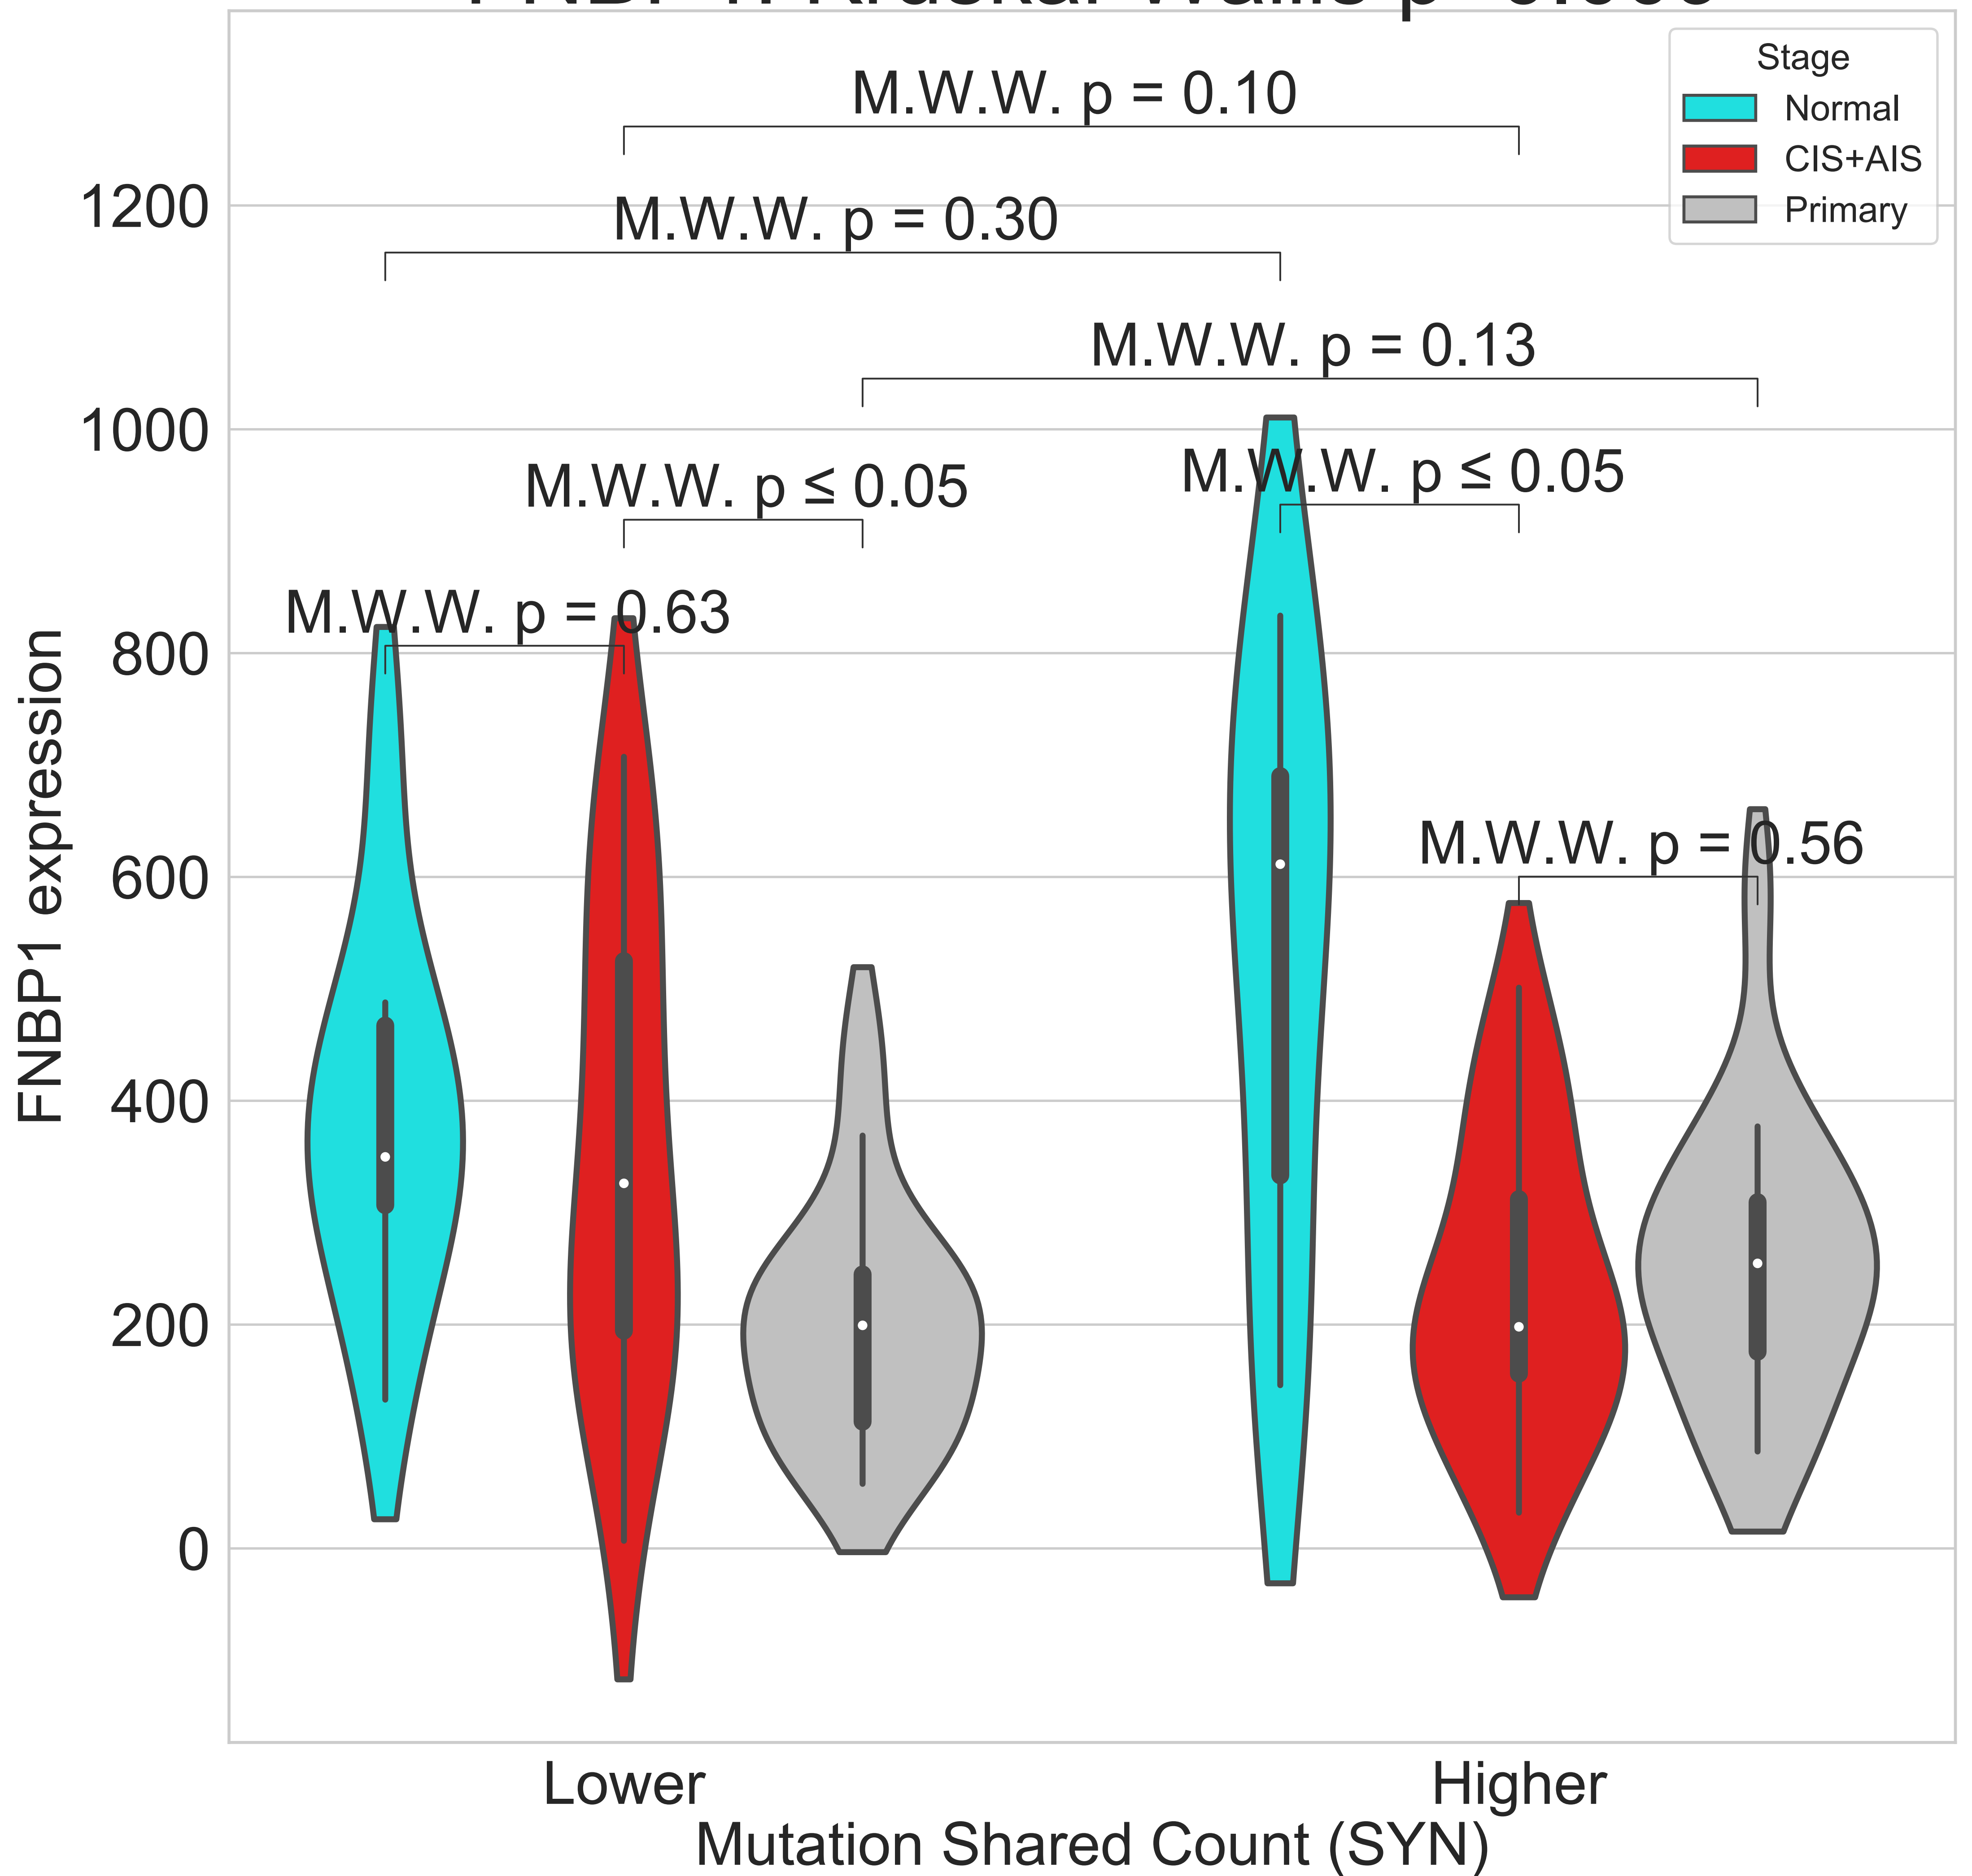 Stage
Normal
CIS+AIS
Primary
M.W.W. p = 0.10
M.W.W. p = 0.30
M.W.W. p = 0.13
M.W.W. p ≤ 0.05
M.W.W. p ≤ 0.05
M.W.W. p = 0.63
M.W.W. p = 0.56
1200
1000
800
600
400
200
0
FNBP1 expression
Lower
Higher
Mutation Shared Count (SYN)